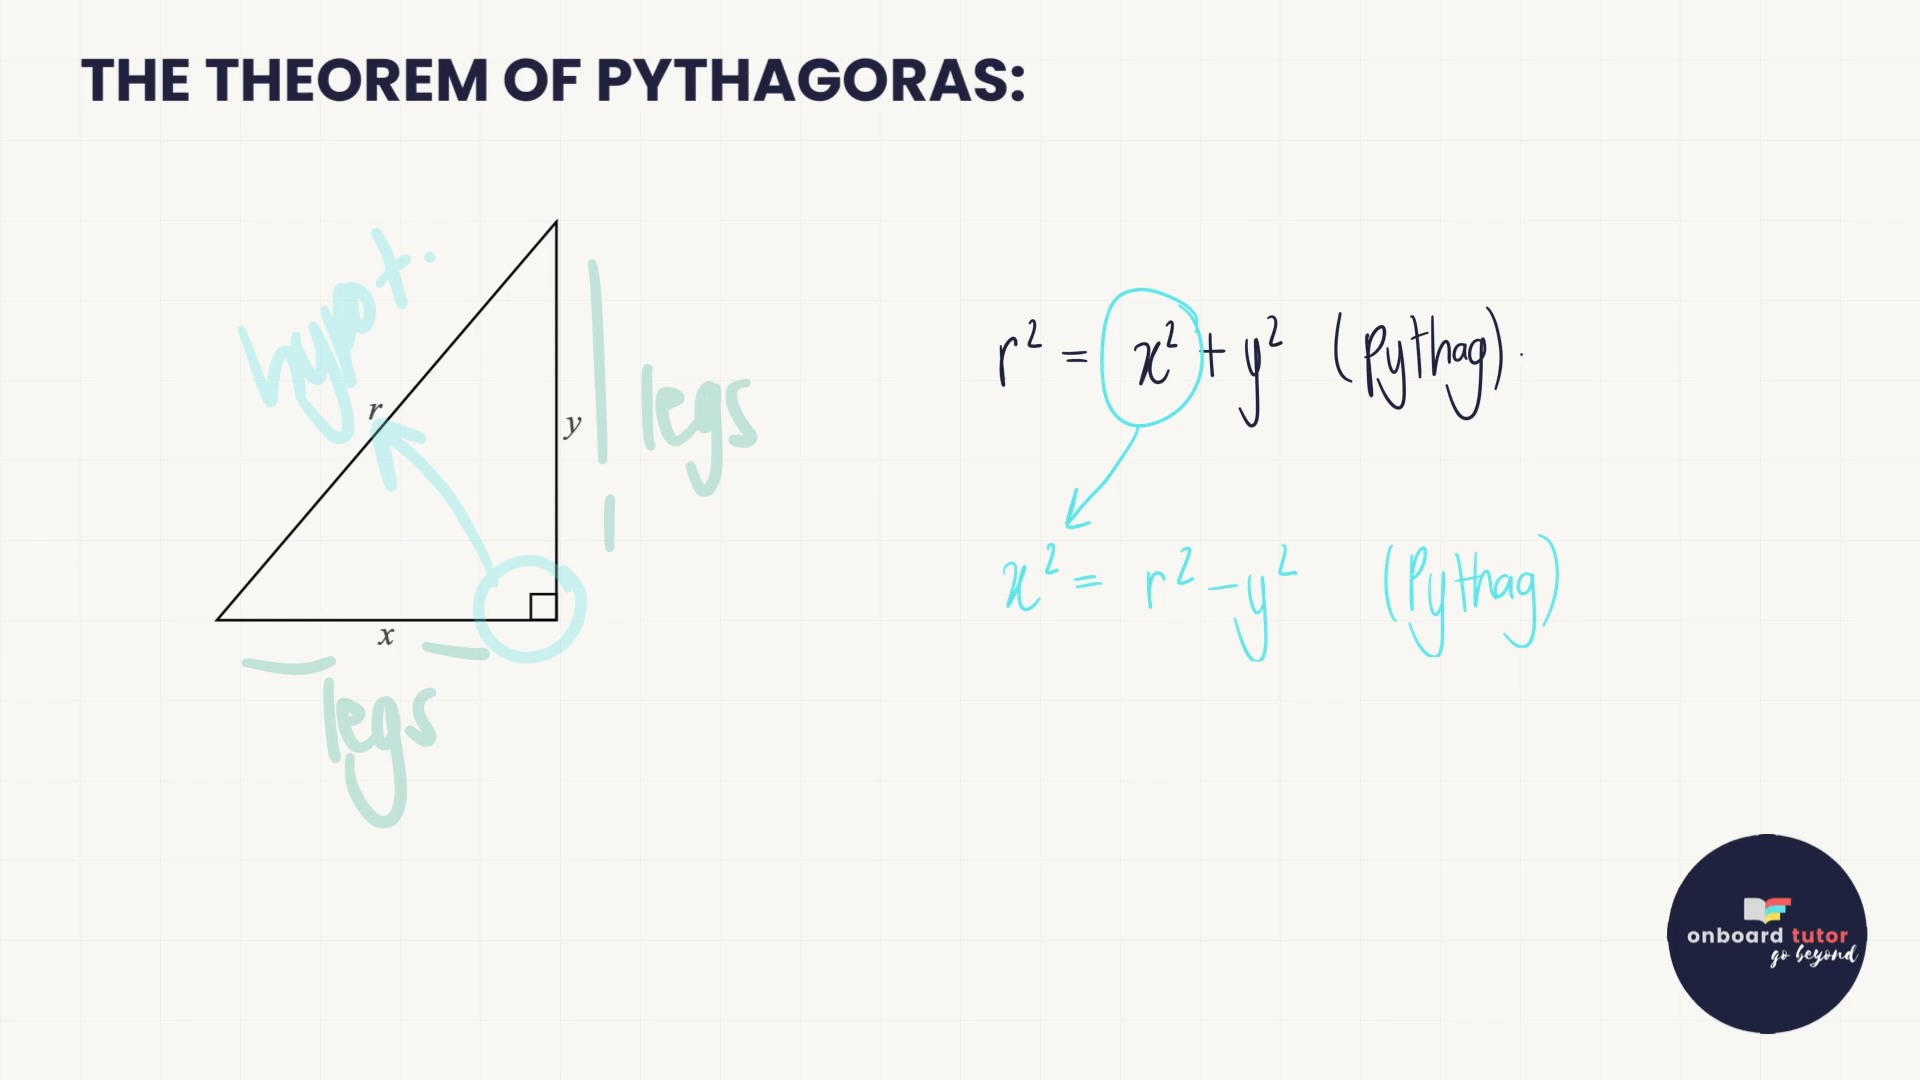 THE THEOREM OF PYTHAGORAS:
hypot.
r
y
legs
x
legs
r² = x² + y² (Pythag).
x² = r² – y² (Pythag)
onboard tutor
go beyond